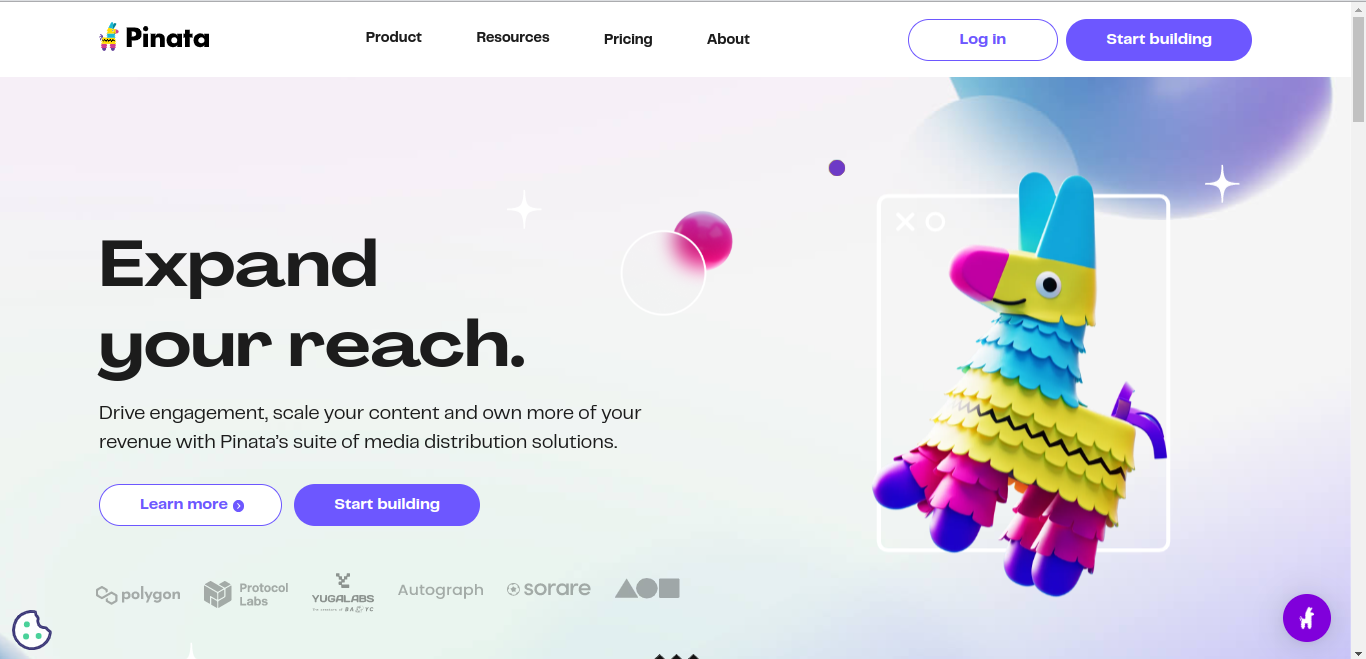 Pinata
Product
Resources
Pricing
About
Log in
Start building
Expand
your reach.
Drive engagement, scale your content and own more of your
revenue with Pinata's suite of media distribution solutions.
Learn more
Start building
polygon
Protocol
Labs
YUGALABS
Autograph
sorare